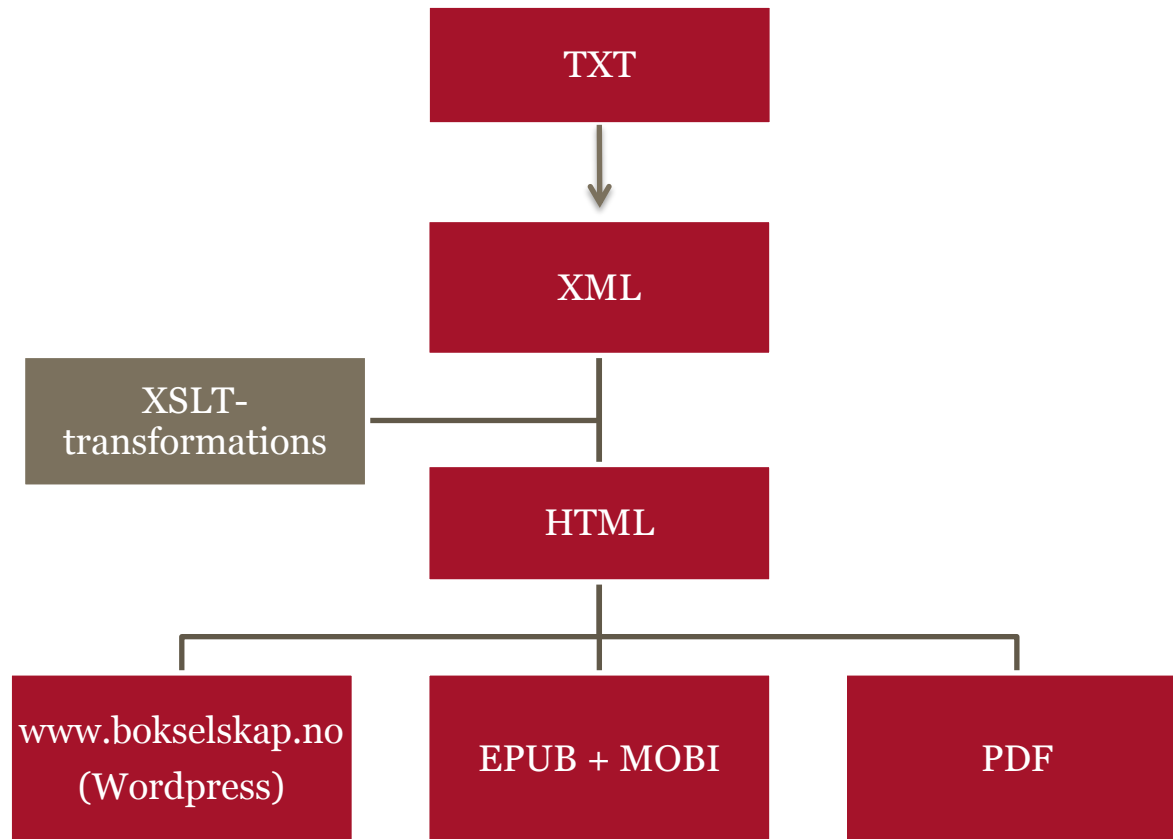 TXT
XML
XSLT-
transformations
HTML
www.bokselskap.no
(Wordpress)
EPUB + MOBI
PDF